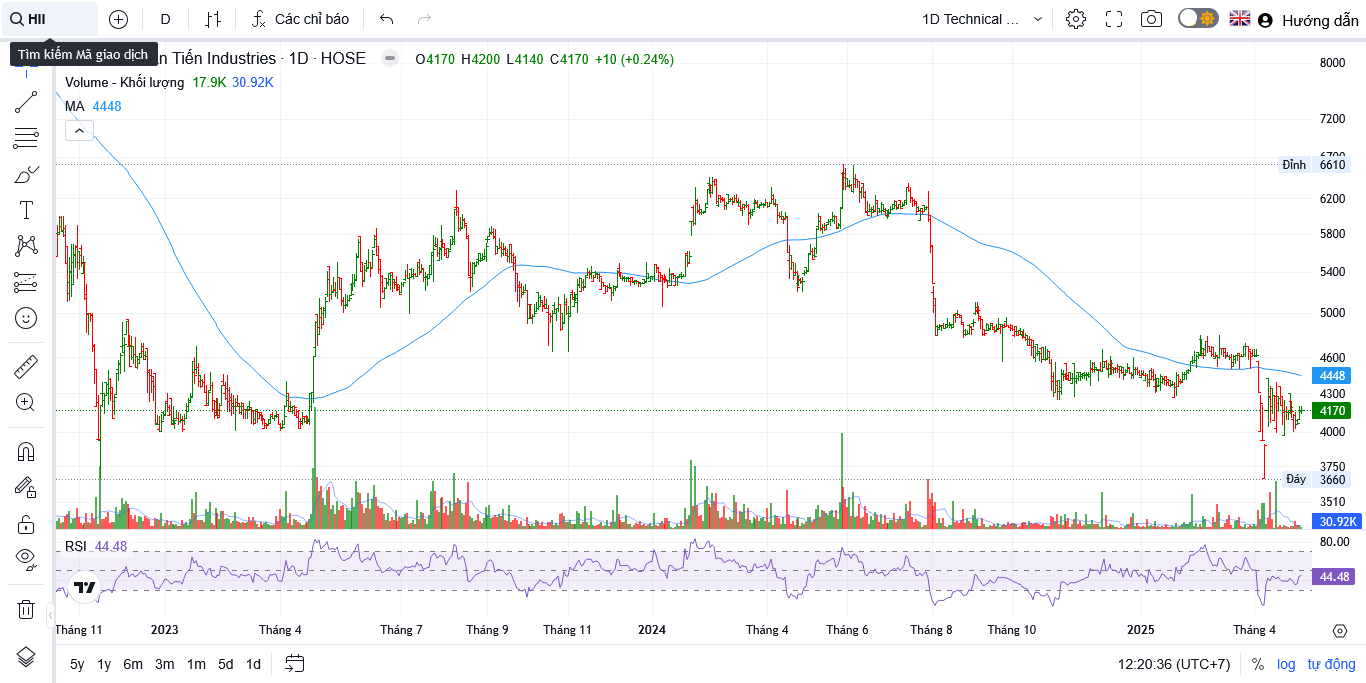 HII D Các chỉ báo 1D Technical ... Hướng dẫn
Tìm kiếm Mã giao dịch
Tiến Industries · 1D · HOSE O4170 H4200 L4140 C4170 +10 (+0.24%)
Volume - Khối lượng 17.9K 30.92K
MA 4448
8000
7200
6700
Đỉnh 6610
6200
5800
5400
5000
4600
4448
4300
4170
4000
3750
Đáy 3660
3510
30.92K
RSI 44.48
80.00
44.48
Tháng 11 2023 Tháng 4 Tháng 7 Tháng 9 Tháng 11 2024 Tháng 4 Tháng 6 Tháng 8 Tháng 10 2025 Tháng 4
5y 1y 6m 3m 1m 5d 1d 12:20:36 (UTC+7) % log tự động